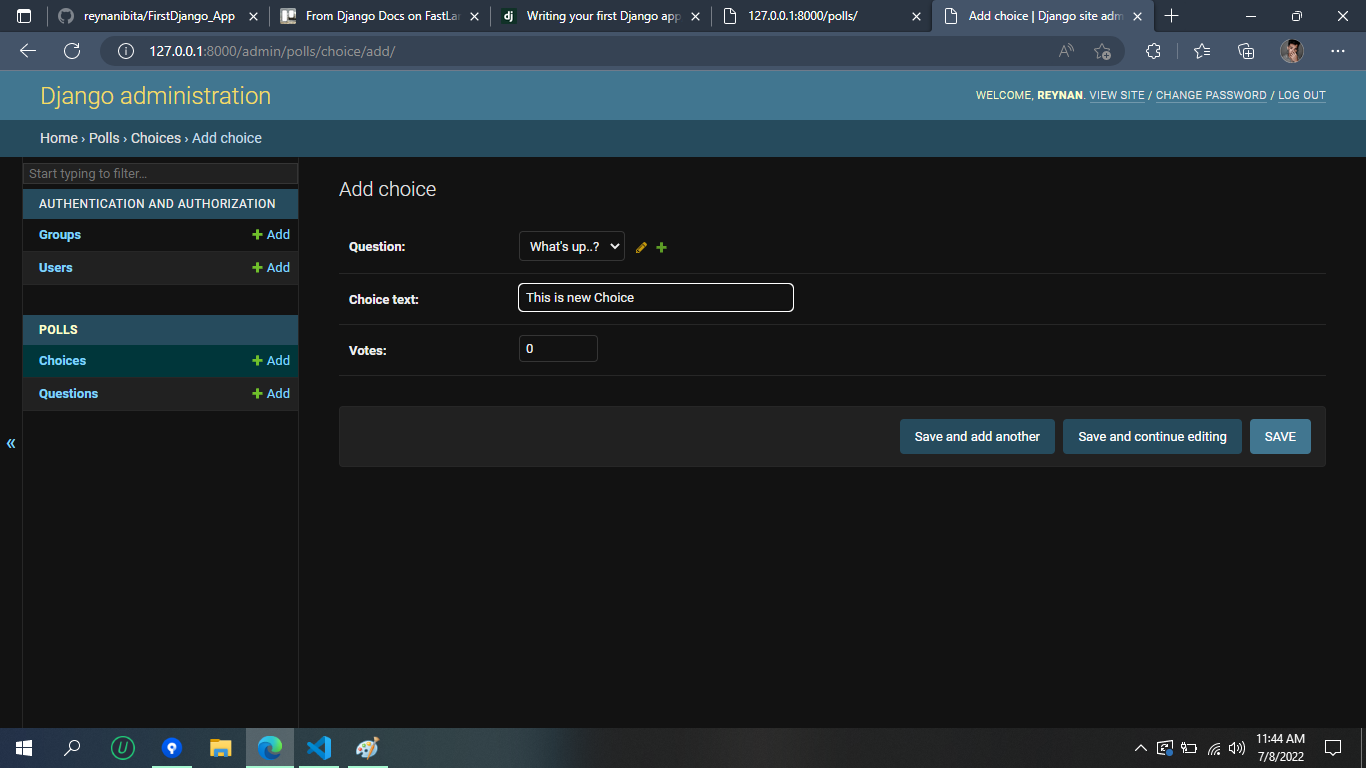 reynanibita/FirstDjango_App
From Django Docs on FastLa
dj Writing your first Django app
127.0.0.1:8000/polls/
Add choice | Django site adm
127.0.0.1:8000/admin/polls/choice/add/
Django administration
WELCOME, REYNAN. VIEW SITE / CHANGE PASSWORD / LOG OUT
Home › Polls › Choices › Add choice
Start typing to filter…
AUTHENTICATION AND AUTHORIZATION
Groups
Add
Users
Add
POLLS
Choices
Add
Questions
Add
«
Add choice
Question:
What's up..?
Choice text:
This is new Choice
Votes:
0
Save and add another
Save and continue editing
SAVE
11:44 AM
7/8/2022